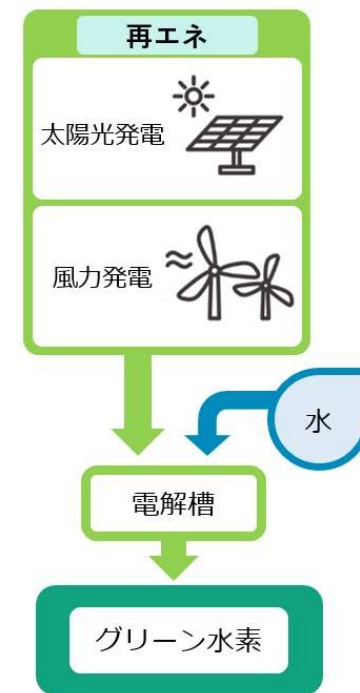 再エネ
太陽光発電
風力発電
水
電解槽
グリーン水素